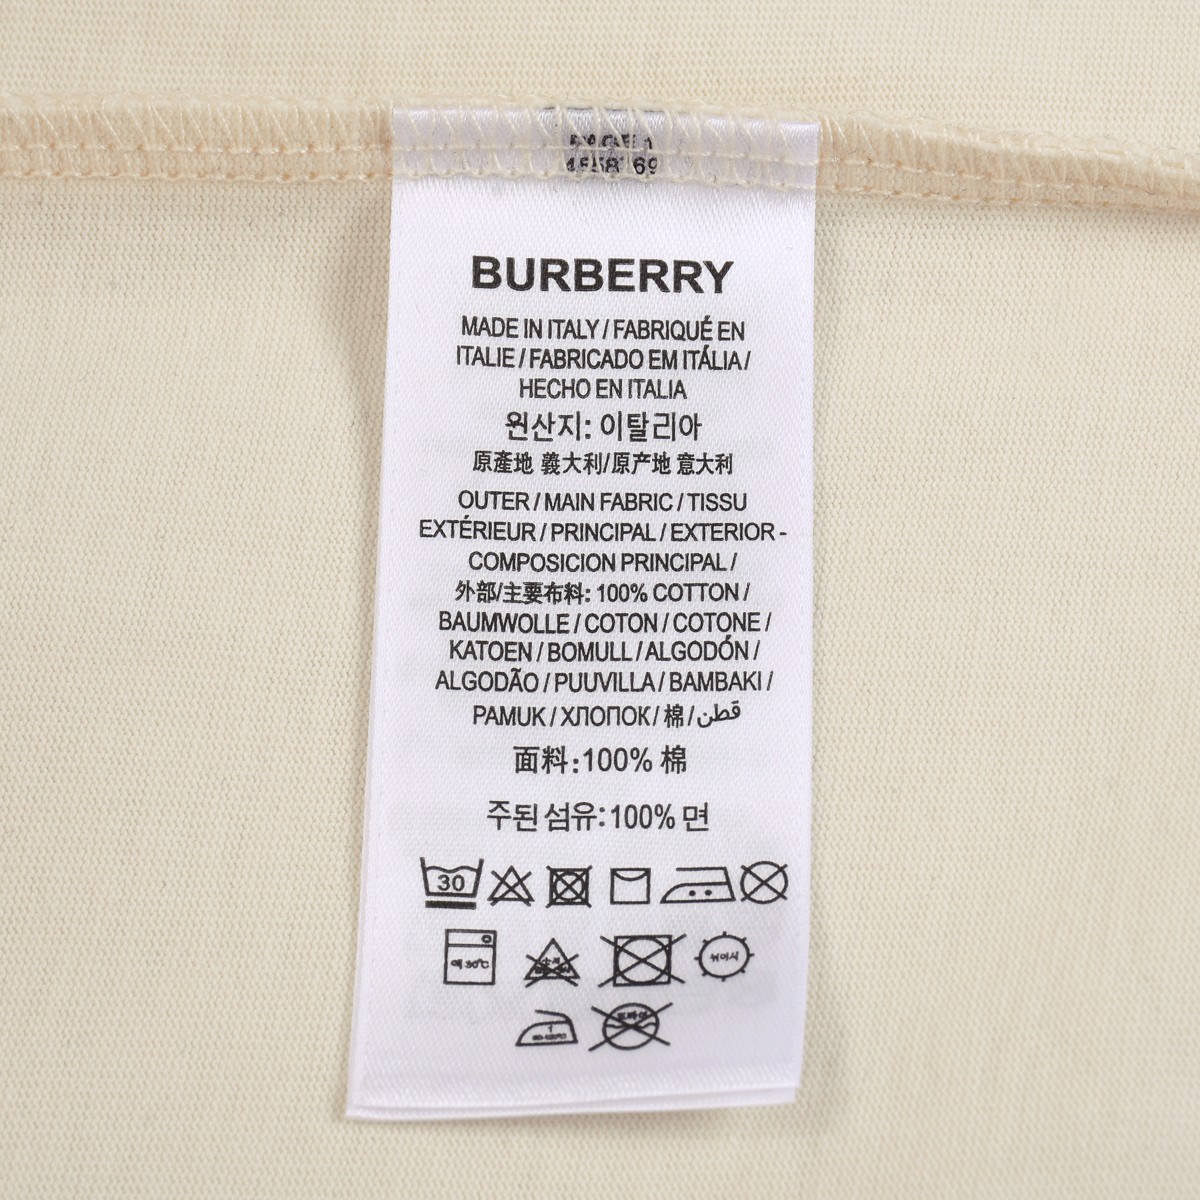 BURBERRY
MADE IN ITALY / FABRIQUÉ EN
ITALIE / FABRICADO EM ITÁLIA /
HECHO EN ITALIA
원산지: 이탈리아
原產地 義大利/原产地 意大利
OUTER / MAIN FABRIC / TISSU
EXTÉRIEUR / PRINCIPAL / EXTERIOR -
COMPOSICION PRINCIPAL /
外部/主要布料: 100% COTTON /
BAUMWOLLE / COTON / COTONE /
KATOEN / BOMULL / ALGODÓN /
ALGODÃO / PUUVILLA / BAMBAKI /
PAMUK / ХЛОПОК / 棉 / قطن
面料:100% 棉
주된 섬유:100% 면
30